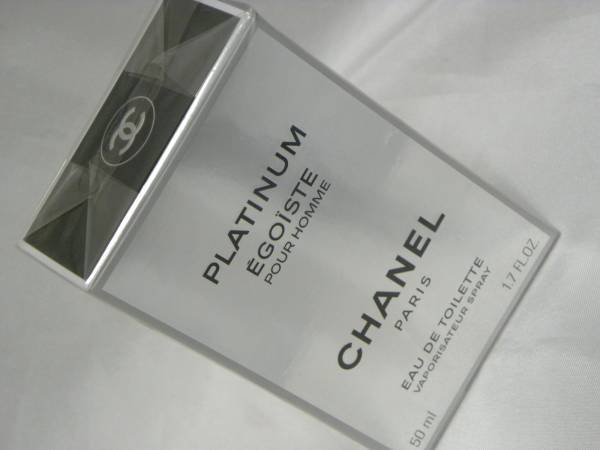 PLATINUM
ÉGOÏSTE
POUR HOMME
CHANEL
PARIS
EAU DE TOILETTE
VAPORISATEUR SPRAY
50 ml 1.7 FL.OZ.